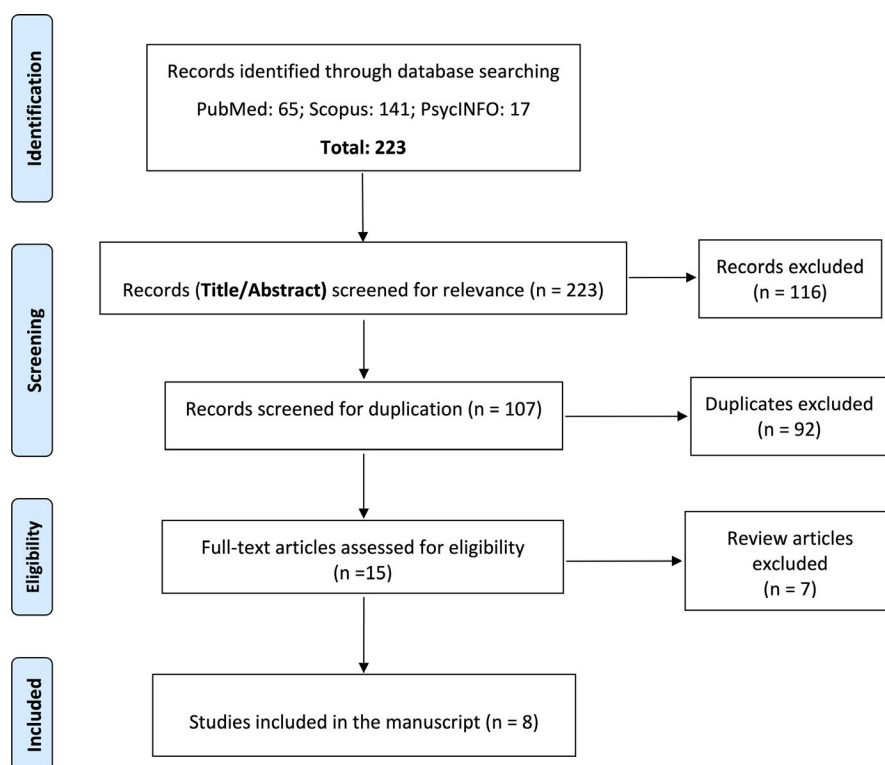 Identification
Records identified through database searching
PubMed: 65; Scopus: 141; PsycINFO: 17
Total: 223
Screening
Records (Title/Abstract) screened for relevance (n = 223)
Records excluded
(n = 116)
Records screened for duplication (n = 107)
Duplicates excluded
(n = 92)
Eligibility
Full-text articles assessed for eligibility
(n =15)
Review articles
excluded
(n = 7)
Included
Studies included in the manuscript (n = 8)